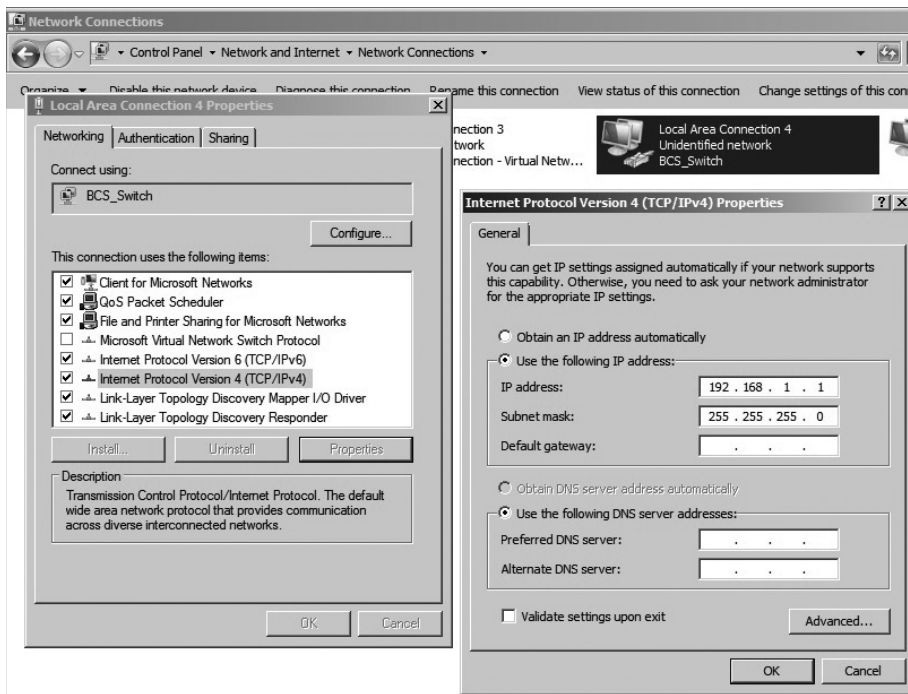 Network Connections
Control Panel Network and Internet Network Connections
Organize Disable this network device Diagnose this connection Rename this connection View status of this connection Change settings of this con
Local Area Connection 4 Properties
Networking Authentication Sharing
Connect using:
BCS_Switch
Configure...
This connection uses the following items:
Client for Microsoft Networks
QoS Packet Scheduler
File and Printer Sharing for Microsoft Networks
Microsoft Virtual Network Switch Protocol
Internet Protocol Version 6 (TCP/IPv6)
Internet Protocol Version 4 (TCP/IPv4)
Link-Layer Topology Discovery Mapper I/O Driver
Link-Layer Topology Discovery Responder
Install... Uninstall Properties
Description
Transmission Control Protocol/Internet Protocol. The default
wide area network protocol that provides communication
across diverse interconnected networks.
OK Cancel
nection 3
twork
nection - Virtual Netw...
Local Area Connection 4
Unidentified network
BCS_Switch
Internet Protocol Version 4 (TCP/IPv4) Properties
General
You can get IP settings assigned automatically if your network supports
this capability. Otherwise, you need to ask your network administrator
for the appropriate IP settings.
Obtain an IP address automatically
Use the following IP address:
IP address: 192 . 168 . 1 . 1
Subnet mask: 255 . 255 . 255 . 0
Default gateway: . . .
Obtain DNS server address automatically
Use the following DNS server addresses:
Preferred DNS server: . . .
Alternate DNS server: . . .
Validate settings upon exit
Advanced...
OK Cancel